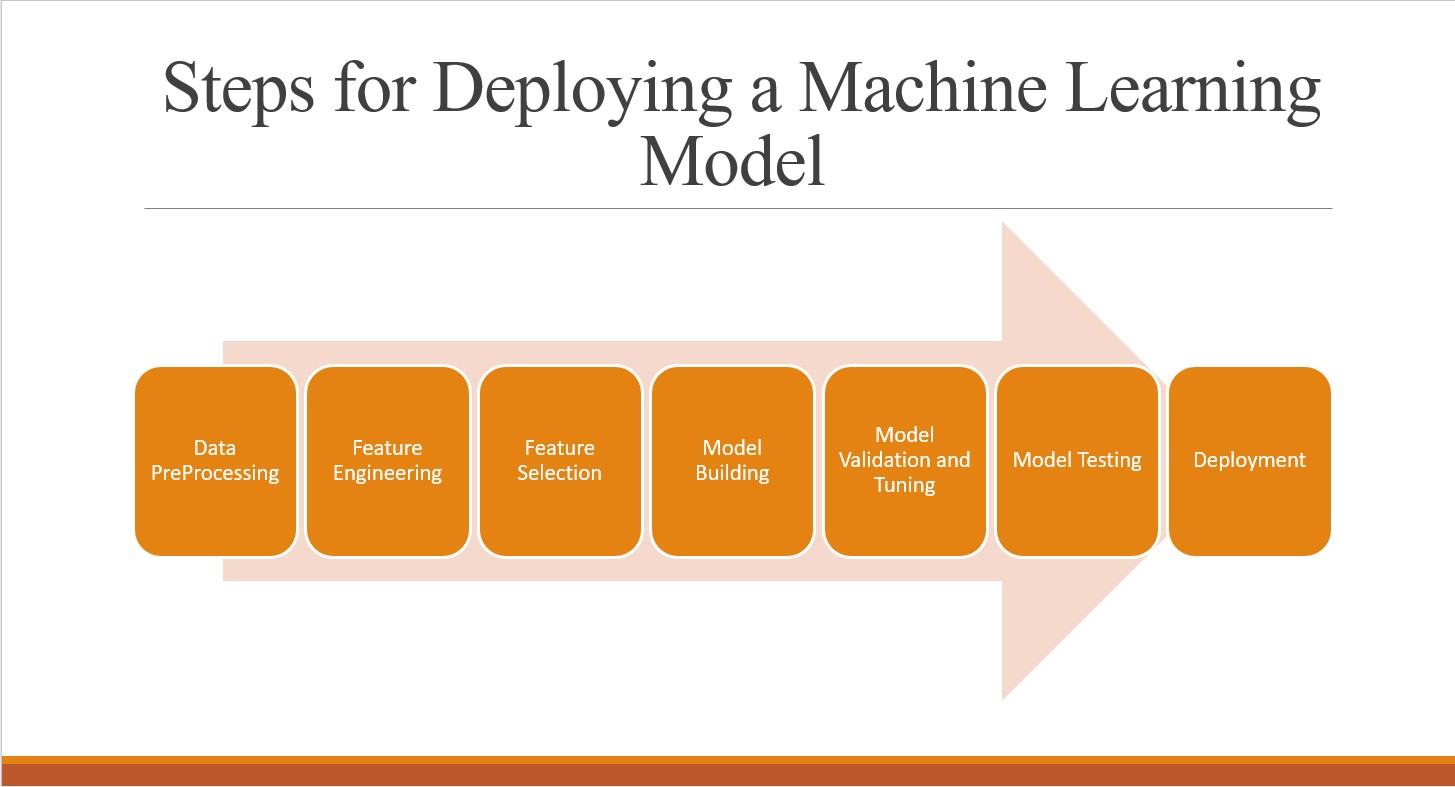 Steps for Deploying a Machine Learning
Model
Data
PreProcessing
Feature
Engineering
Feature
Selection
Model
Building
Model
Validation and
Tuning
Model Testing
Deployment